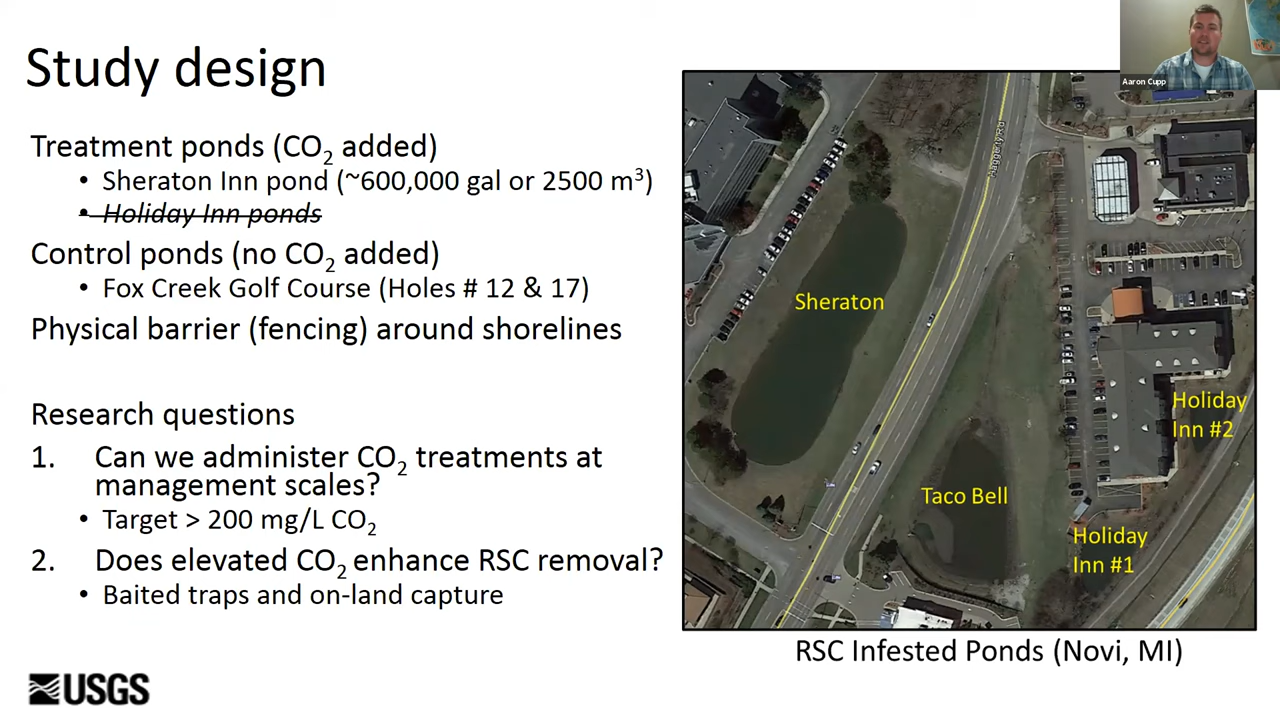 Aaron Cupp
Study design
Treatment ponds (CO₂ added)
• Sheraton Inn pond (~600,000 gal or 2500 m³)
• Holiday Inn ponds
Control ponds (no CO₂ added)
• Fox Creek Golf Course (Holes # 12 & 17)
Physical barrier (fencing) around shorelines
Research questions
1. Can we administer CO₂ treatments at
management scales?
• Target > 200 mg/L CO₂
2. Does elevated CO₂ enhance RSC removal?
• Baited traps and on-land capture
Haggerty Rd
Sheraton
Holiday
Inn #2
Taco Bell
Holiday
Inn #1
RSC Infested Ponds (Novi, MI)
USGS